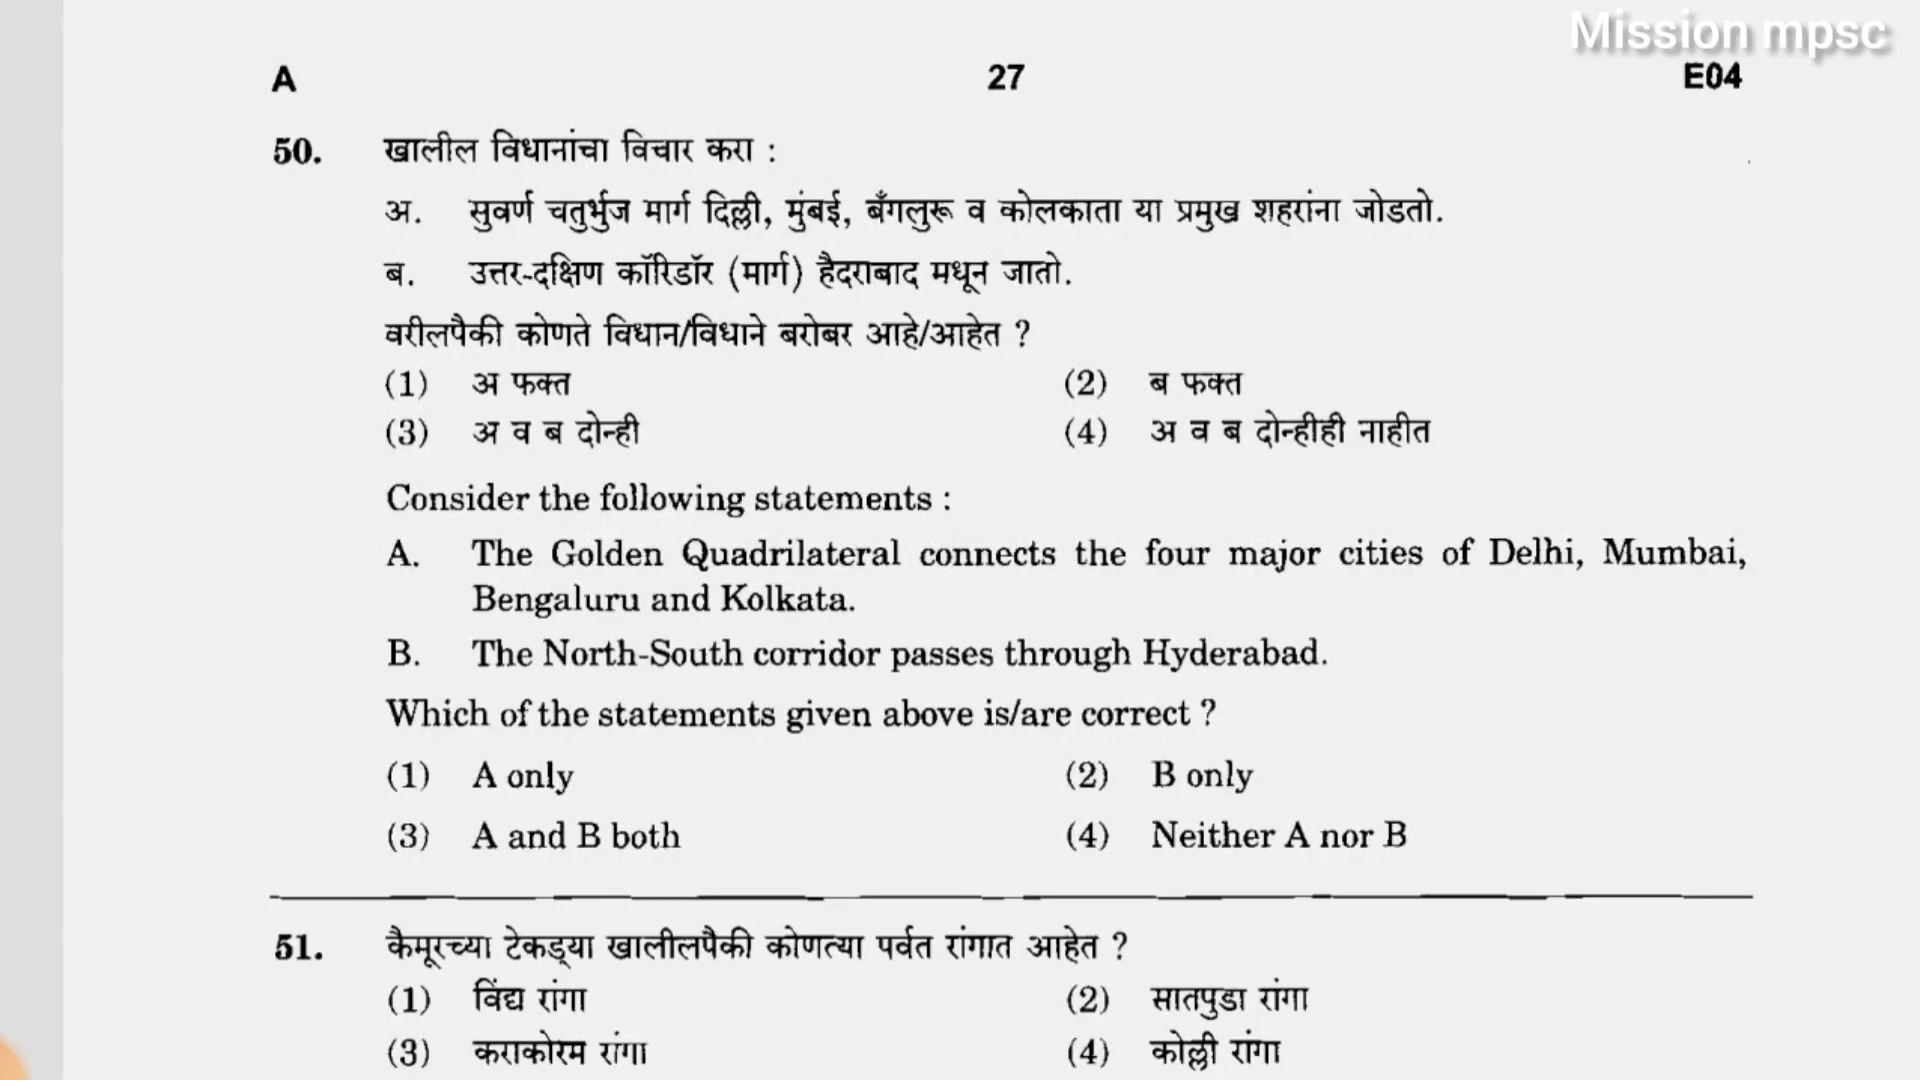 Mission mpsc
A 27 E04
50. खालील विधानांचा विचार करा :
अ. सुवर्ण चतुर्भुज मार्ग दिल्ली, मुंबई, बँगलुरू व कोलकाता या प्रमुख शहरांना जोडतो.
ब. उत्तर-दक्षिण कॉरिडॉर (मार्ग) हैदराबाद मधून जातो.
वरीलपैकी कोणते विधान/विधाने बरोबर आहे/आहेत ?
(1) अ फक्त (2) ब फक्त
(3) अ व ब दोन्ही (4) अ व ब दोन्हीही नाहीत
Consider the following statements :
A. The Golden Quadrilateral connects the four major cities of Delhi, Mumbai,
Bengaluru and Kolkata.
B. The North-South corridor passes through Hyderabad.
Which of the statements given above is/are correct ?
(1) A only (2) B only
(3) A and B both (4) Neither A nor B
51. कैमूरच्या टेकड्या खालीलपैकी कोणत्या पर्वत रांगात आहेत ?
(1) विंद्य रांगा (2) सातपुडा रांगा
(3) कराकोरम रांगा (4) कोल्ली रांगा